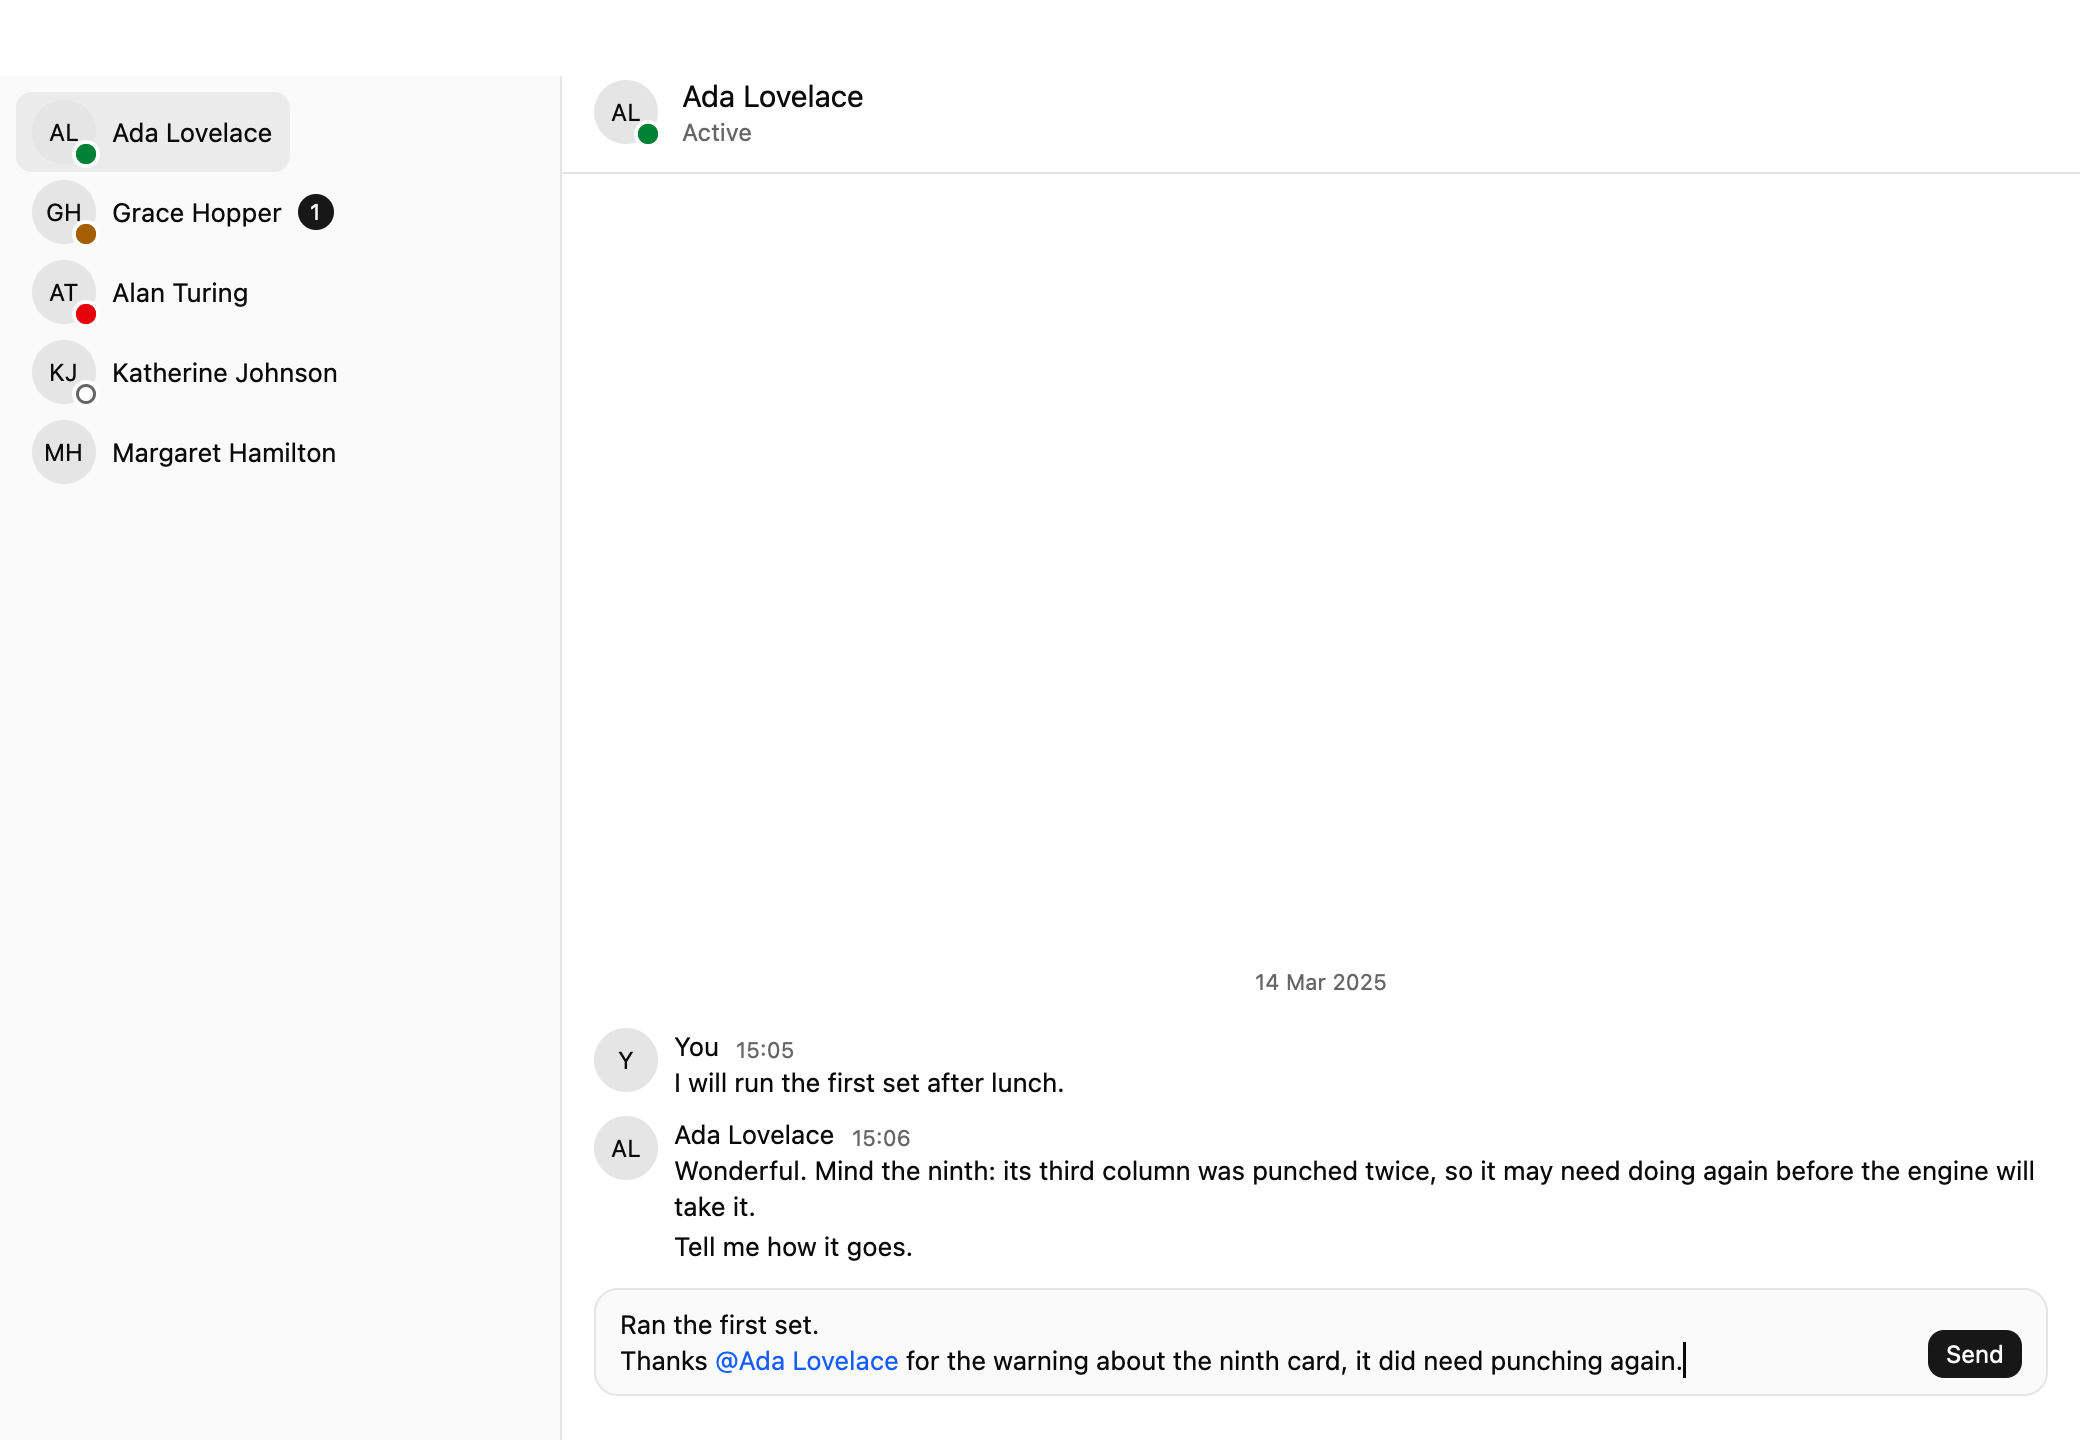 AL Ada Lovelace
GH Grace Hopper 1
AT Alan Turing
KJ Katherine Johnson
MH Margaret Hamilton
AL Ada Lovelace
Active
14 Mar 2025
Y You 15:05
I will run the first set after lunch.
AL Ada Lovelace 15:06
Wonderful. Mind the ninth: its third column was punched twice, so it may need doing again before the engine will
take it.
Tell me how it goes.
Ran the first set.
Thanks @Ada Lovelace for the warning about the ninth card, it did need punching again.
Send